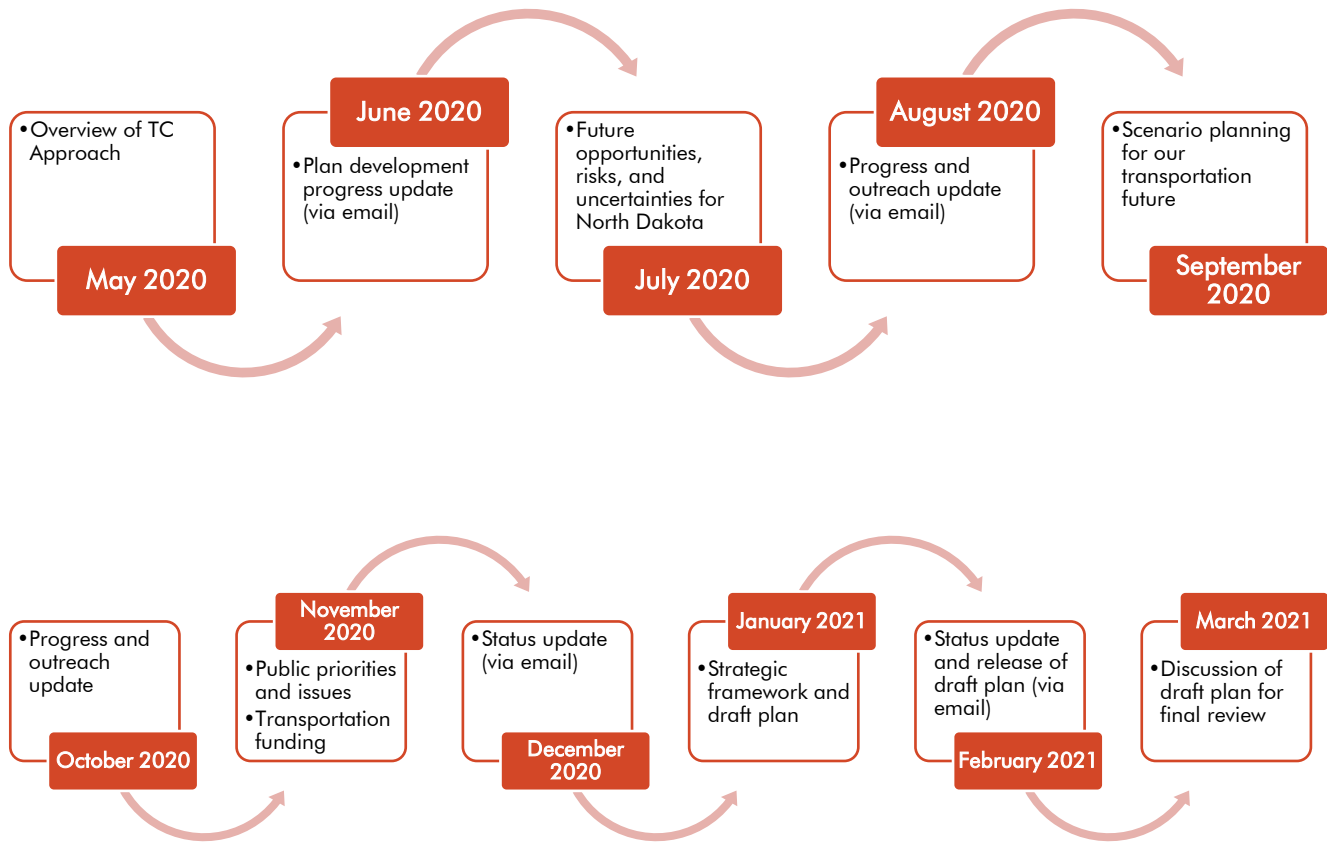 •Overview of TC
Approach
May 2020
June 2020
•Plan development
progress update
(via email)
•Future
opportunities,
risks, and
uncertainties for
North Dakota
July 2020
August 2020
•Progress and
outreach update
(via email)
•Scenario planning
for our
transportation
future
September
2020
•Progress and
outreach
update
October 2020
November
2020
•Public priorities
and issues
•Transportation
funding
•Status update
(via email)
December
2020
January 2021
•Strategic
framework and
draft plan
•Status update
and release of
draft plan (via
email)
February 2021
March 2021
•Discussion of
draft plan for
final review